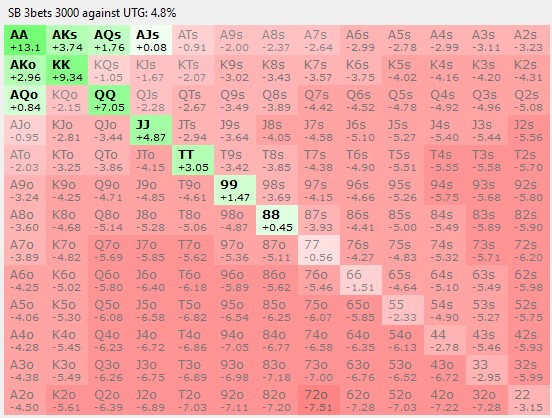 SB 3bets 3000 against UTG: 4.8%
AA AKs AQs AJs ATs A9s A8s A7s A6s A5s A4s A3s A2s
+13.1 +3.74 +1.76 +0.08 -0.91 -2.00 -2.37 -2.64 -2.99 -2.78 -2.99 -3.11 -3.23
AKo KK KQs KJs KTs K9s K8s K7s K6s K5s K4s K3s K2s
+2.96 +9.34 -1.05 -1.67 -2.07 -3.02 -3.43 -3.57 -3.75 -4.02 -4.16 -4.20 -4.31
AQo KQo QQ QJs QTs Q9s Q8s Q7s Q6s Q5s Q4s Q3s Q2s
+0.84 -2.15 +7.05 -2.28 -2.67 -3.49 -3.89 -4.42 -4.52 -4.78 -4.92 -4.96 -5.08
AJo KJo QJo JJ JTs J9s J8s J7s J6s J5s J4s J3s J2s
-0.95 -2.81 -3.44 +4.87 -2.94 -3.64 -4.05 -4.58 -5.10 -5.27 -5.40 -5.44 -5.56
ATo KTo QTo JTo TT T9s T8s T7s T6s T5s T4s T3s T2s
-2.03 -3.25 -3.86 -4.15 +3.05 -3.42 -3.85 -4.38 -4.90 -5.51 -5.55 -5.58 -5.70
A9o K9o Q9o J9o T9o 99 98s 97s 96s 95s 94s 93s 92s
-3.24 -4.25 -4.71 -4.85 -4.61 +1.47 -3.69 -4.15 -4.66 -5.26 -5.75 -5.68 -5.80
A8o K8o Q8o J8o T8o 98o 88 87s 86s 85s 84s 83s 82s
-3.60 -4.68 -5.14 -5.28 -5.06 -4.87 +0.45 -3.93 -4.41 -5.00 -5.49 -5.89 -5.90
A7o K7o Q7o J7o T7o 97o 87o 77 76s 75s 74s 73s 72s
-3.89 -4.82 -5.69 -5.85 -5.62 -5.36 -5.11 -0.56 -4.27 -4.83 -5.32 -5.71 -6.20
A6o K6o Q6o J6o T6o 96o 86o 76o 66 65s 64s 63s 62s
-4.25 -5.02 -5.80 -6.40 -6.18 -5.89 -5.62 -5.46 -1.51 -4.64 -5.10 -5.49 -5.98
A5o K5o Q5o J5o T5o 95o 85o 75o 65o 55 54s 53s 52s
-4.06 -5.30 -6.08 -6.58 -6.82 -6.54 -6.25 -6.07 -5.85 -2.33 -4.90 -5.27 -5.75
A4o K4o Q4o J4o T4o 94o 84o 74o 64o 54o 44 43s 42s
-4.28 -5.45 -6.23 -6.72 -6.86 -7.05 -6.77 -6.58 -6.34 -6.13 -2.78 -5.46 -5.93
A3o K3o Q3o J3o T3o 93o 83o 73o 63o 53o 43o 33 32s
-4.38 -5.49 -6.26 -6.75 -6.89 -6.98 -7.18 -7.00 -6.76 -6.52 -6.72 -2.95 -5.99
A2o K2o Q2o J2o T2o 92o 82o 72o 62o 52o 42o 32o 22
-4.50 -5.61 -6.39 -6.89 -7.03 -7.11 -7.20 -7.51 -7.28 -7.03 -7.22 -7.28 -3.15